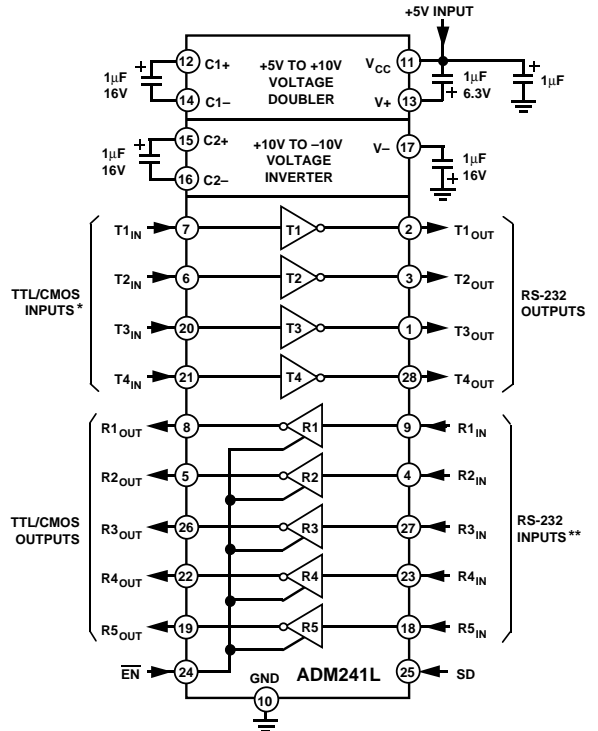 +5V INPUT
12 C1+ +5V TO +10V VCC 11
1μF + VOLTAGE + 1μF + 1μF
16V DOUBLER 6.3V
14 C1– V+ 13
15 C2+ +10V TO –10V V– 17
1μF + VOLTAGE 1μF
16V INVERTER + 16V
16 C2–
T1IN 7 T1 2 T1OUT
T2IN 6 T2 3 T2OUT
TTL/CMOS RS-232
INPUTS * OUTPUTS
T3IN 20 T3 1 T3OUT
T4IN 21 T4 28 T4OUT
R1OUT 8 R1 9 R1IN
R2OUT 5 R2 4 R2IN
TTL/CMOS RS-232
OUTPUTS INPUTS**
R3OUT 26 R3 27 R3IN
R4OUT 22 R4 23 R4IN
R5OUT 19 R5 18 R5IN
EN 24 GND ADM241L 25 SD
10